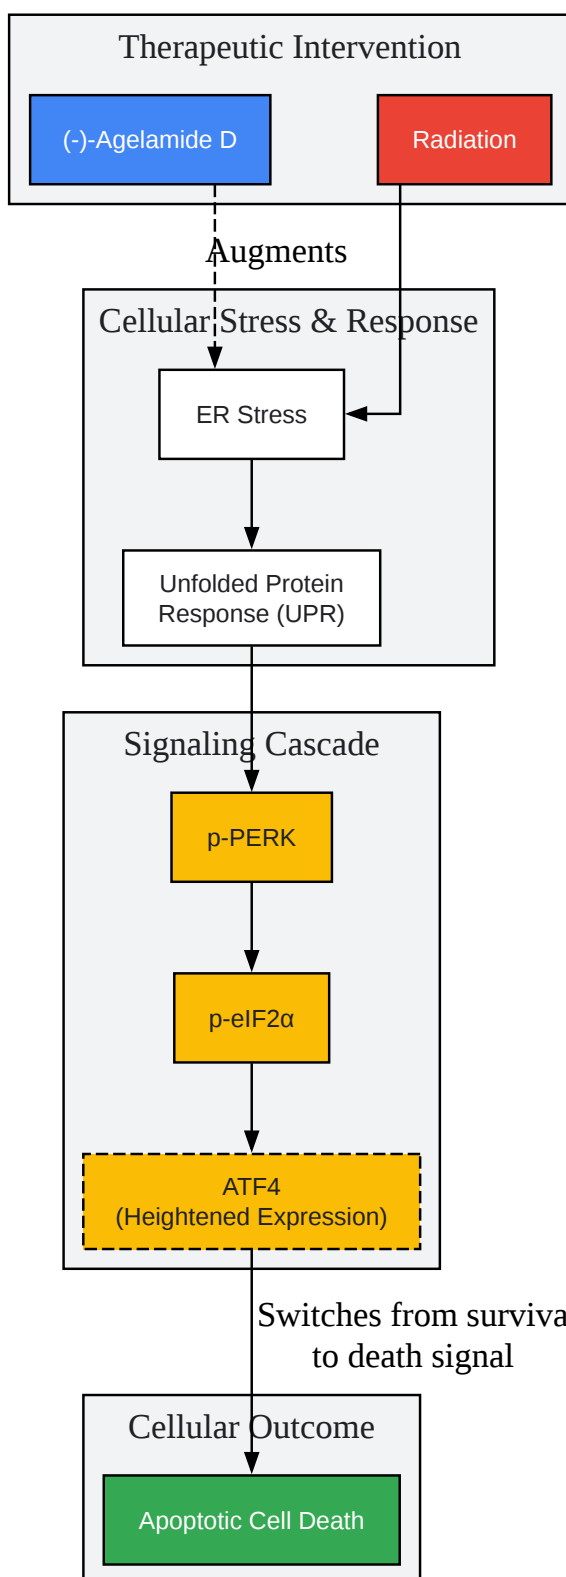 Therapeutic Intervention
(-)-Agelamide D
Radiation
Augments
Cellular Stress & Response
ER Stress
Unfolded Protein
Response (UPR)
Signaling Cascade
p-PERK
p-eIF2α
ATF4
(Heightened Expression)
Switches from surviva
to death signal
Cellular Outcome
Apoptotic Cell Death